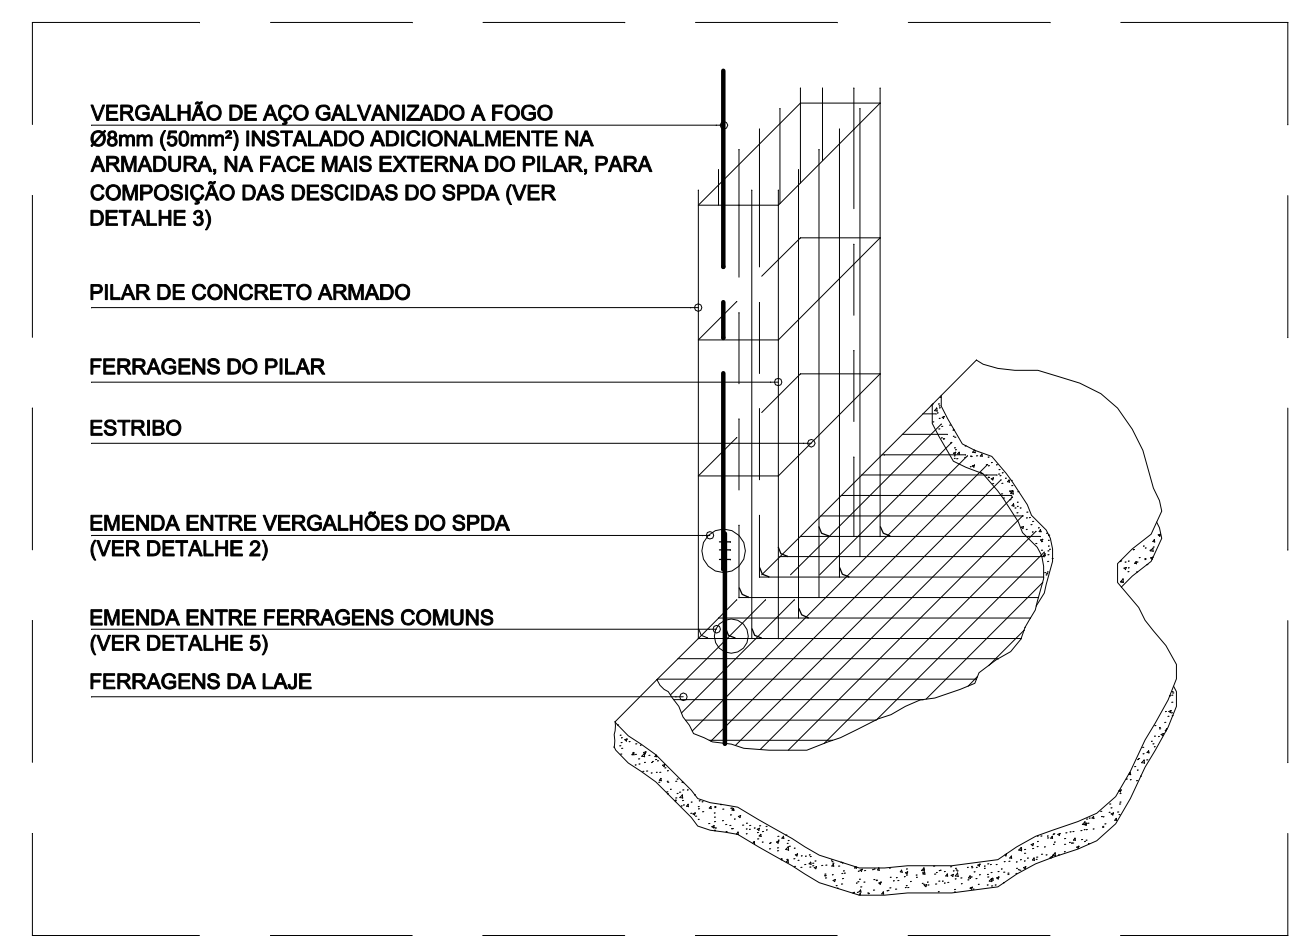 VERGALHÃO DE AÇO GALVANIZADO A FOGO
Ø8mm (50mm²) INSTALADO ADICIONALMENTE NA
ARMADURA, NA FACE MAIS EXTERNA DO PILAR, PARA
COMPOSIÇÃO DAS DESCIDAS DO SPDA (VER
DETALHE 3)
PILAR DE CONCRETO ARMADO
FERRAGENS DO PILAR
ESTRIBO
EMENDA ENTRE VERGALHÕES DO SPDA
(VER DETALHE 2)
EMENDA ENTRE FERRAGENS COMUNS
(VER DETALHE 5)
FERRAGENS DA LAJE